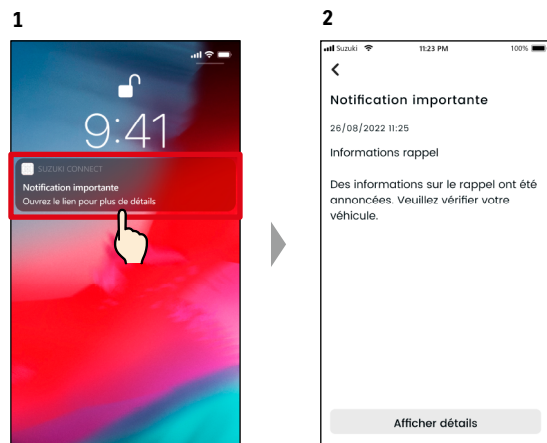 1
9:41
SUZUKI CONNECT
Notification importante
Ouvrez le lien pour plus de détails
2
Suzuki 11:23 PM 100%
Notification importante
26/08/2022 11:25
Informations rappel
Des informations sur le rappel ont été
annoncées. Veuillez vérifier votre
véhicule.
Afficher détails